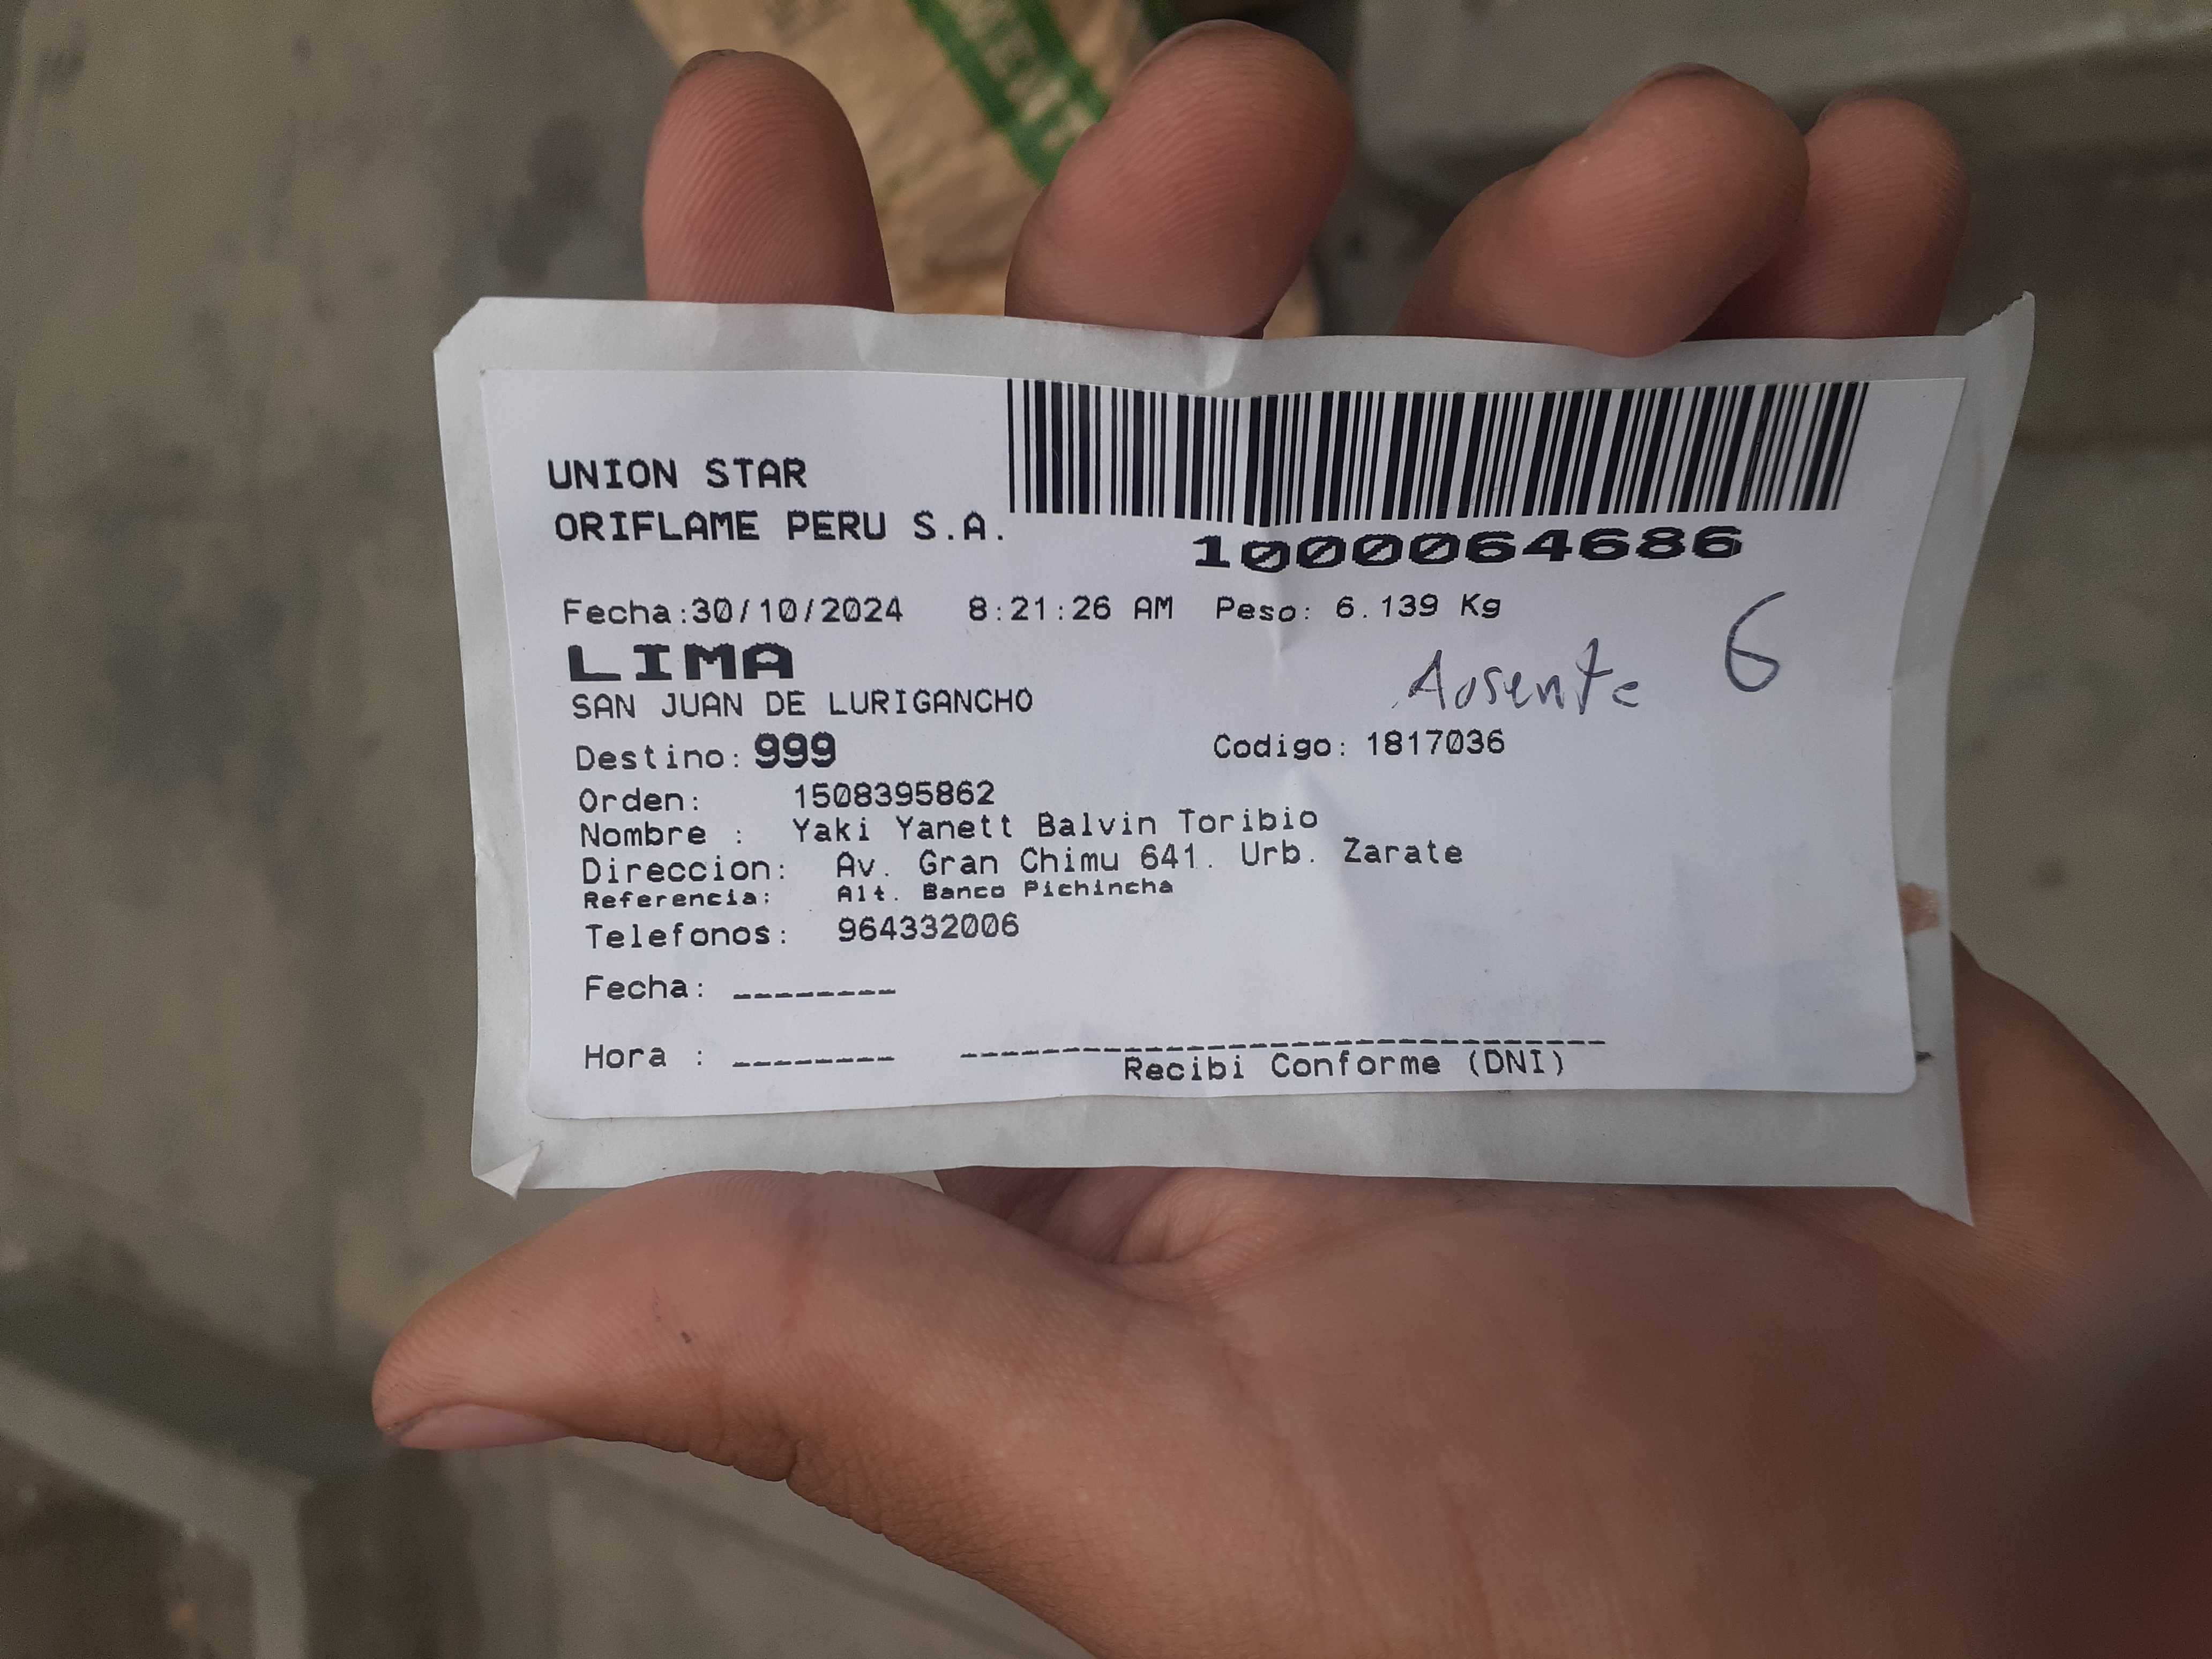 MENT
UNION STAR
ORIFLAME PERU S.A.
1000064686
Fecha:30/10/2024 8:21:26 AM Peso: 6.139 Kg
6
LIMA
Ausente
SAN JUAN DE LURIGANCHO
Destino: 999 Codigo: 1817036
Orden: 1508395862
Nombre : Yaki Yanett Balvin Toribio
Direccion: Av. Gran Chimu 641. Urb. Zarate
Referencia: Alt. Banco Pichincha
Telefonos: 964332006
Fecha: --------
Hora : --------
Recibi Conforme (DNI)